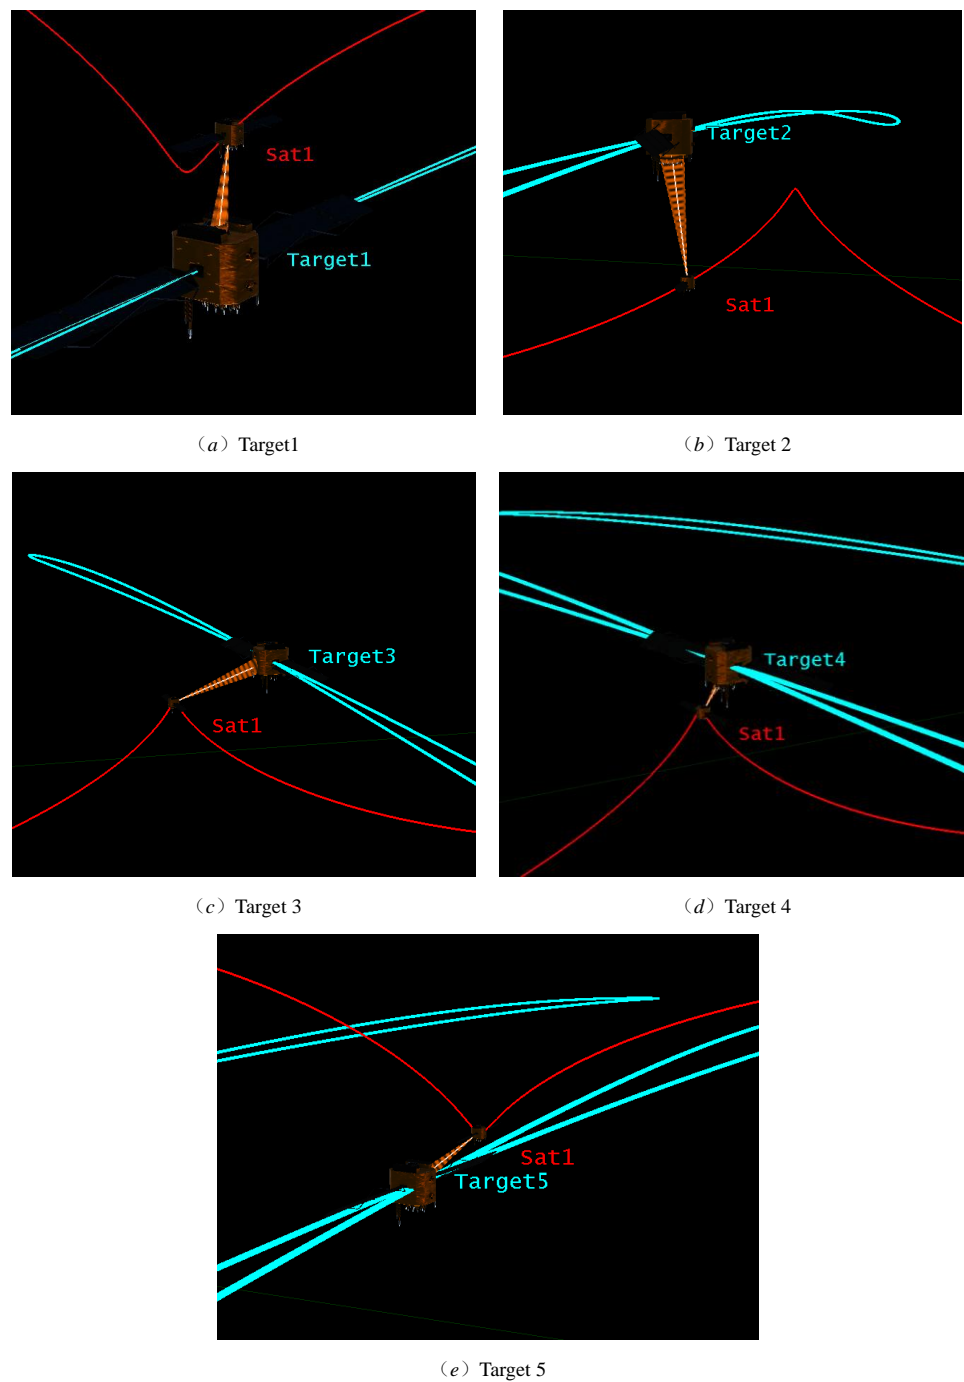 Sat1
Target1
(a) Target1
Target2
Sat1
(b) Target 2
Target3
Sat1
(c) Target 3
Target4
Sat1
(d) Target 4
Sat1
Target5
(e) Target 5